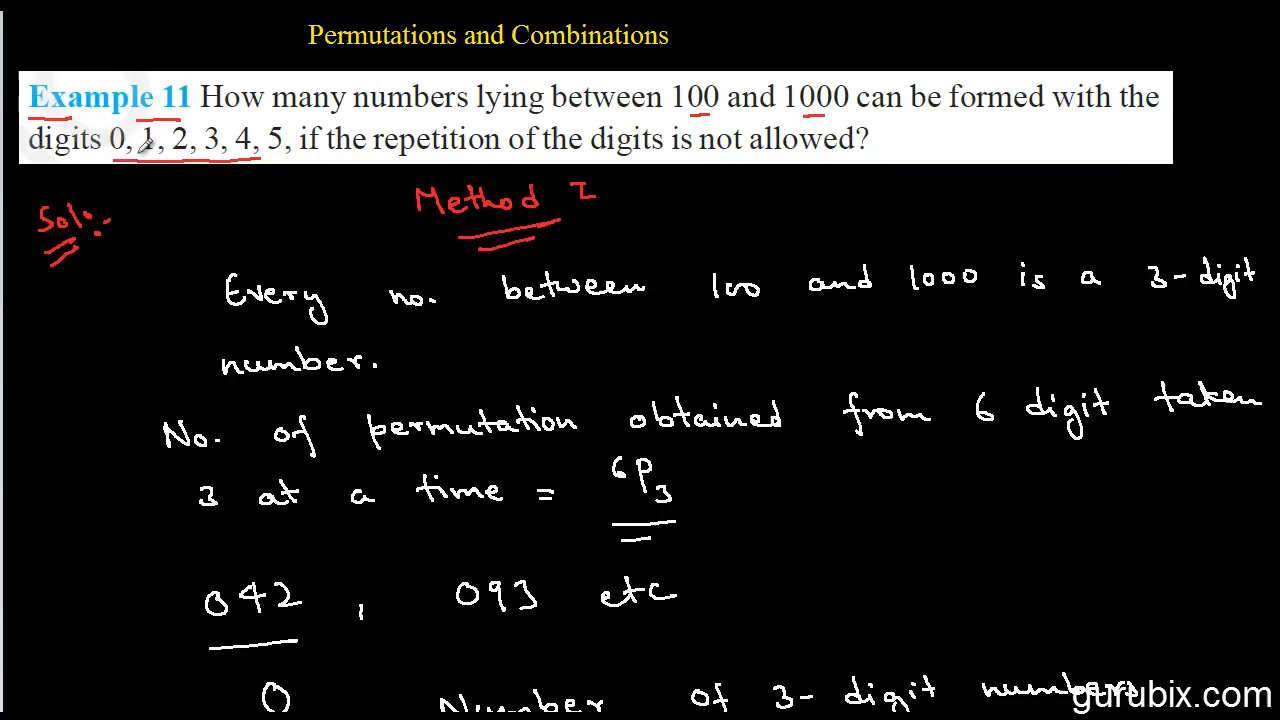 Permutations and Combinations
Example 11 How many numbers lying between 100 and 1000 can be formed with the
digits 0, 1, 2, 3, 4, 5, if the repetition of the digits is not allowed?
Sol:-
Method I
Every no. between 100 and 1000 is a 3-digit
number.
No. of permutation obtained from 6 digit taken
3 at a time = 6P3
042 , 093 etc
0 Number of 3-digit numbers
gurubix.com